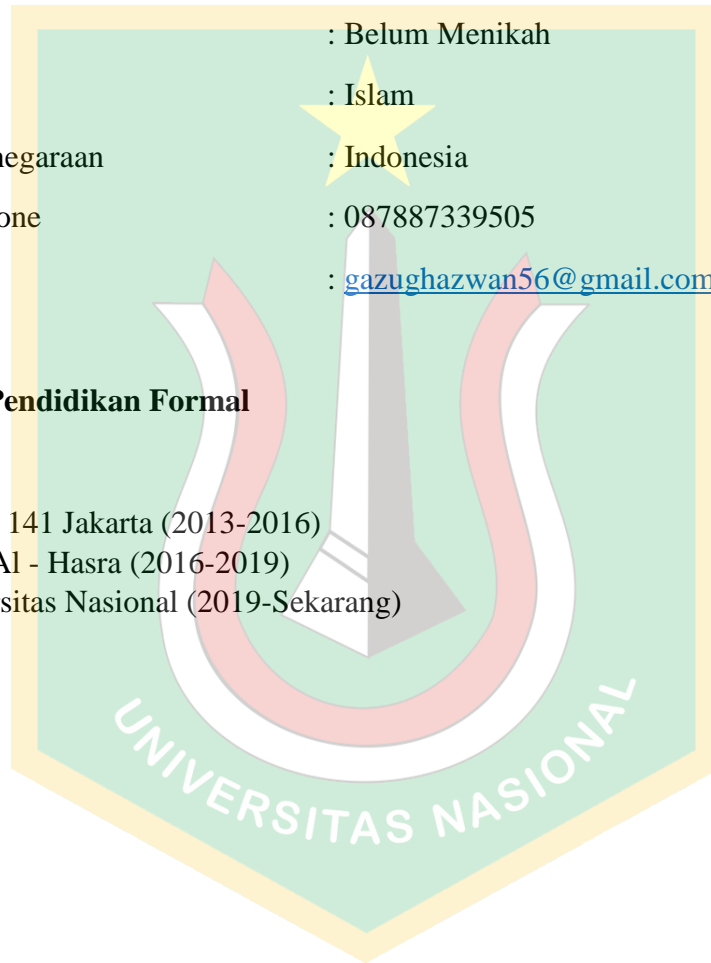 : Belum Menikah
: Islam
negaraan : Indonesia
one : 087887339505
: gazughazwan56@gmail.com
Pendidikan Formal
141 Jakarta (2013-2016)
Al - Hasra (2016-2019)
sitas Nasional (2019-Sekarang)
UNIVERSITAS NASIONAL